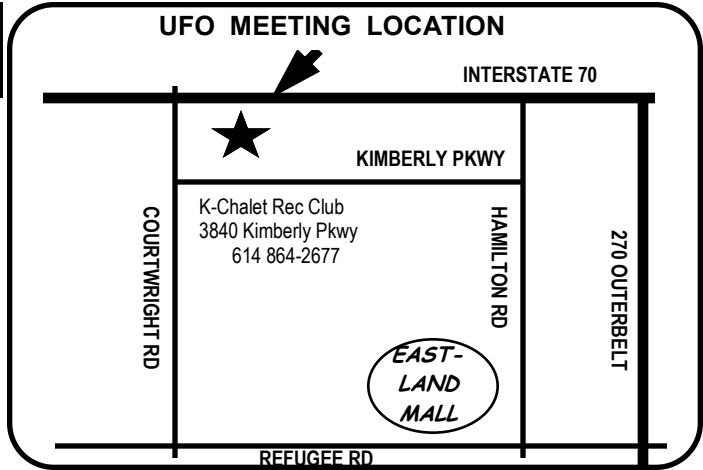 UFO MEETING LOCATION
INTERSTATE 70
KIMBERLY PKWY
K-Chalet Rec Club
3840 Kimberly Pkwy
614 864-2677
COURTWRIGHT RD
HAMILTON RD
270 OUTERBELT
EAST-
LAND
MALL
REFUGEE RD